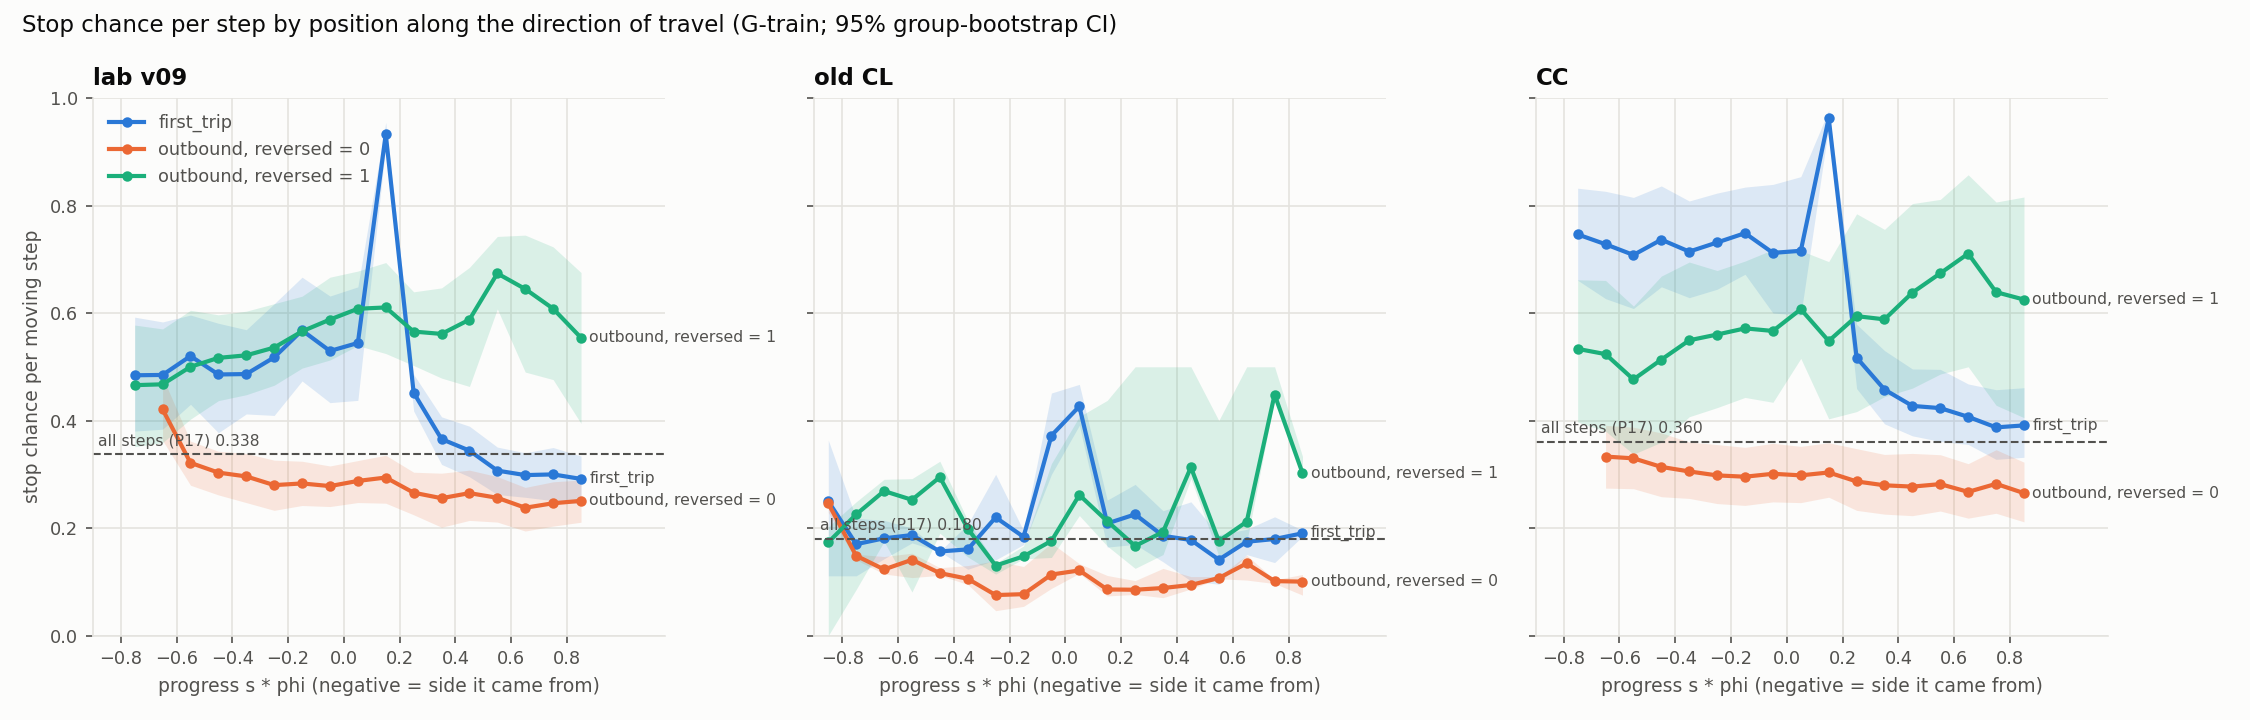 Stop chance per step by position along the direction of travel (G-train; 95% group-bootstrap CI)
lab v09
1.0
0.8
0.6
0.4
0.2
0.0
stop chance per moving step
first_trip
outbound, reversed = 0
outbound, reversed = 1
all steps (P17) 0.338
outbound, reversed = 1
first_trip
outbound, reversed = 0
−0.8 −0.6 −0.4 −0.2 0.0 0.2 0.4 0.6 0.8
progress s * phi (negative = side it came from)
old CL
all steps (P17) 0.180
outbound, reversed = 1
first_trip
outbound, reversed = 0
−0.8 −0.6 −0.4 −0.2 0.0 0.2 0.4 0.6 0.8
progress s * phi (negative = side it came from)
CC
all steps (P17) 0.360
outbound, reversed = 1
first_trip
outbound, reversed = 0
−0.8 −0.6 −0.4 −0.2 0.0 0.2 0.4 0.6 0.8
progress s * phi (negative = side it came from)